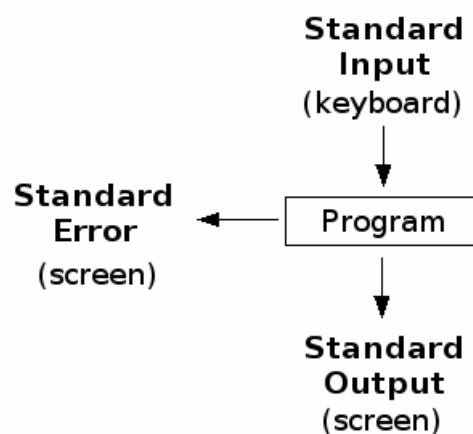 Standard
Input
(keyboard)
Standard
Error
(screen)
Program
Standard
Output
(screen)